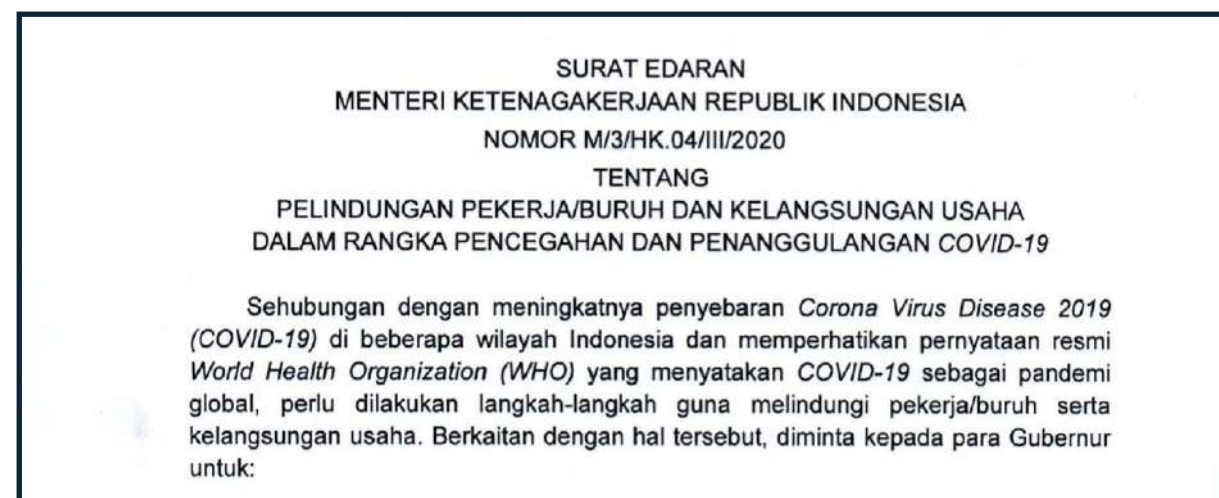 SURAT EDARAN
MENTERI KETENAGAKERJAAN REPUBLIK INDONESIA
NOMOR M/3/HK.04/III/2020
TENTANG
PELINDUNGAN PEKERJA/BURUH DAN KELANGSUNGAN USAHA
DALAM RANGKA PENCEGAHAN DAN PENANGGULANGAN COVID-19
Sehubungan dengan meningkatnya penyebaran Corona Virus Disease 2019
(COVID-19) di beberapa wilayah Indonesia dan memperhatikan pernyataan resmi
World Health Organization (WHO) yang menyatakan COVID-19 sebagai pandemi
global, perlu dilakukan langkah-langkah guna melindungi pekerja/buruh serta
kelangsungan usaha. Berkaitan dengan hal tersebut, diminta kepada para Gubernur
untuk: